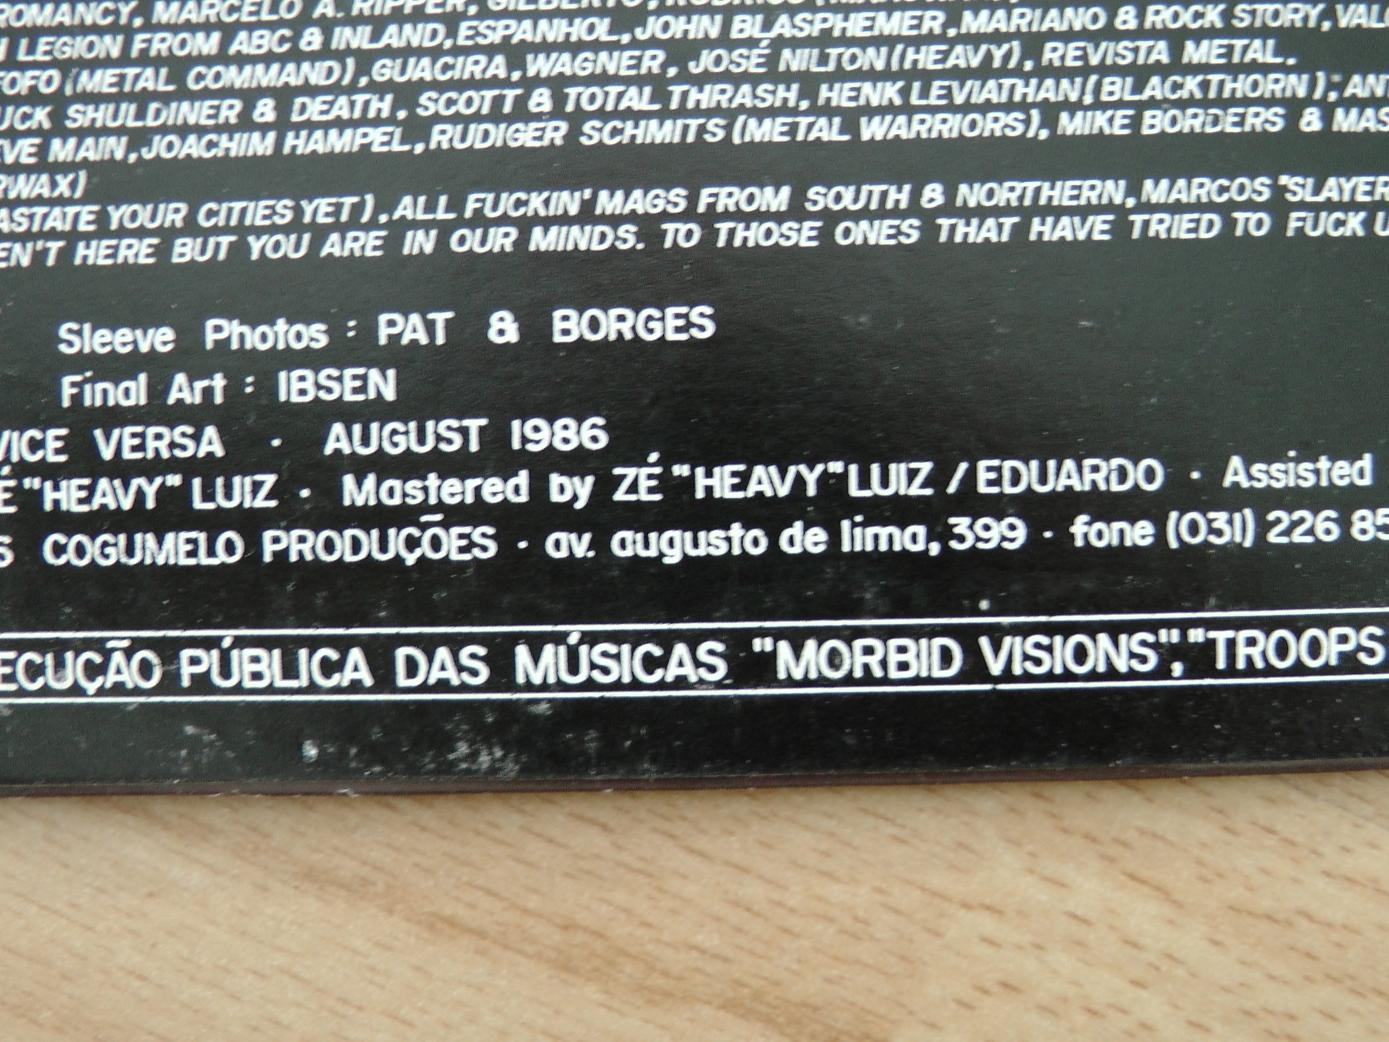 ROMANCY, MARCELO A. RIPPER, GILBERTO,
LEGION FROM ABC & INLAND, ESPANHOL, JOHN BLASPHEMER, MARIANO & ROCK STORY, VAL
FOFO (METAL COMMAND), GUACIRA, WAGNER, JOSÉ NILTON (HEAVY), REVISTA METAL.
UCK SHULDINER & DEATH, SCOTT & TOTAL THRASH, HENK LEVIATHAN (BLACKTHORN), ANT
VE MAIN, JOACHIM HAMPEL, RUDIGER SCHMITS (METAL WARRIORS), MIKE BORDERS & MAS
RWAX)
ASTATE YOUR CITIES YET), ALL FUCKIN' MAGS FROM SOUTH & NORTHERN, MARCOS "SLAYER
EN'T HERE BUT YOU ARE IN OUR MINDS. TO THOSE ONES THAT HAVE TRIED TO FUCK U
Sleeve Photos : PAT & BORGES
Final Art : IBSEN
VICE VERSA · AUGUST 1986
É "HEAVY" LUIZ · Mastered by ZÉ "HEAVY" LUIZ / EDUARDO · Assisted
S COGUMELO PRODUÇÕES · av. augusto de lima, 399 · fone (031) 226 85
ECUÇÃO PÚBLICA DAS MÚSICAS "MORBID VISIONS", "TROOPS